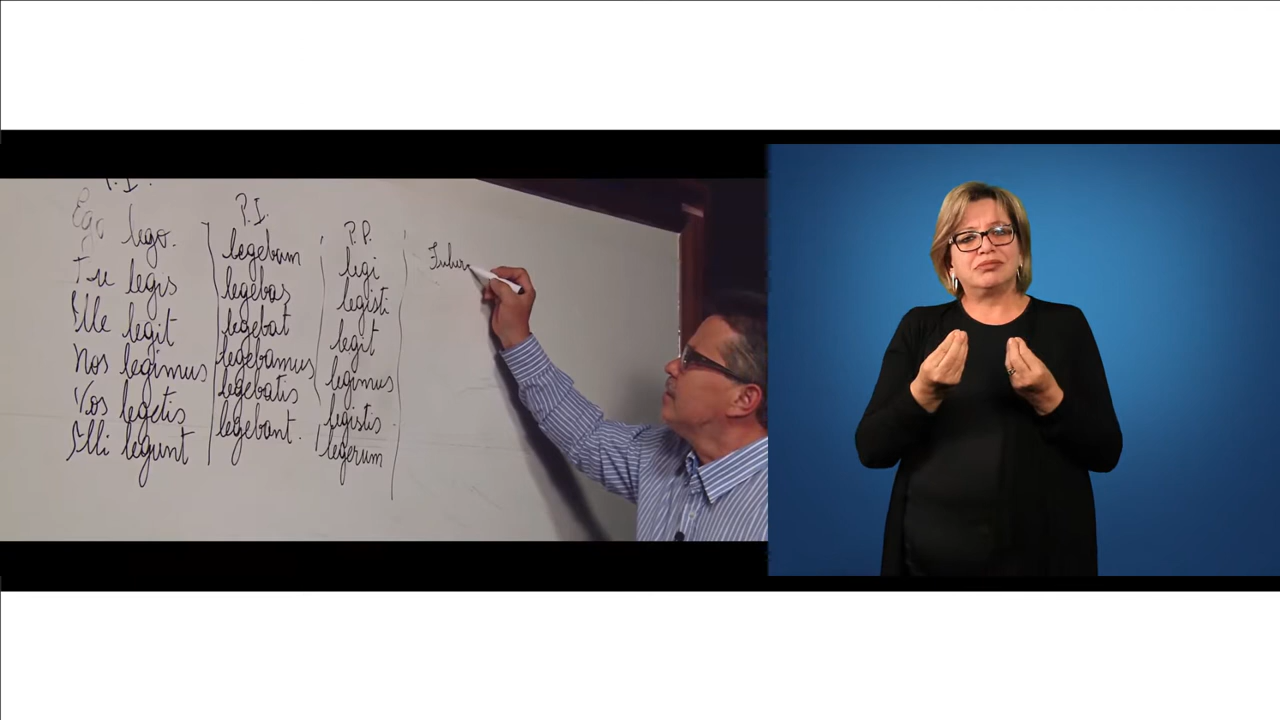 P.I.
Ego lego.
Tu legis
Ille legit
Nos legimus
Vos legetis
Illi legunt
P.I.
legebam
legebas
legebat
legebamus
legebatis
legebant.
P.P.
legi
legisti
legit
legimus
legistis.
legerum
Futur